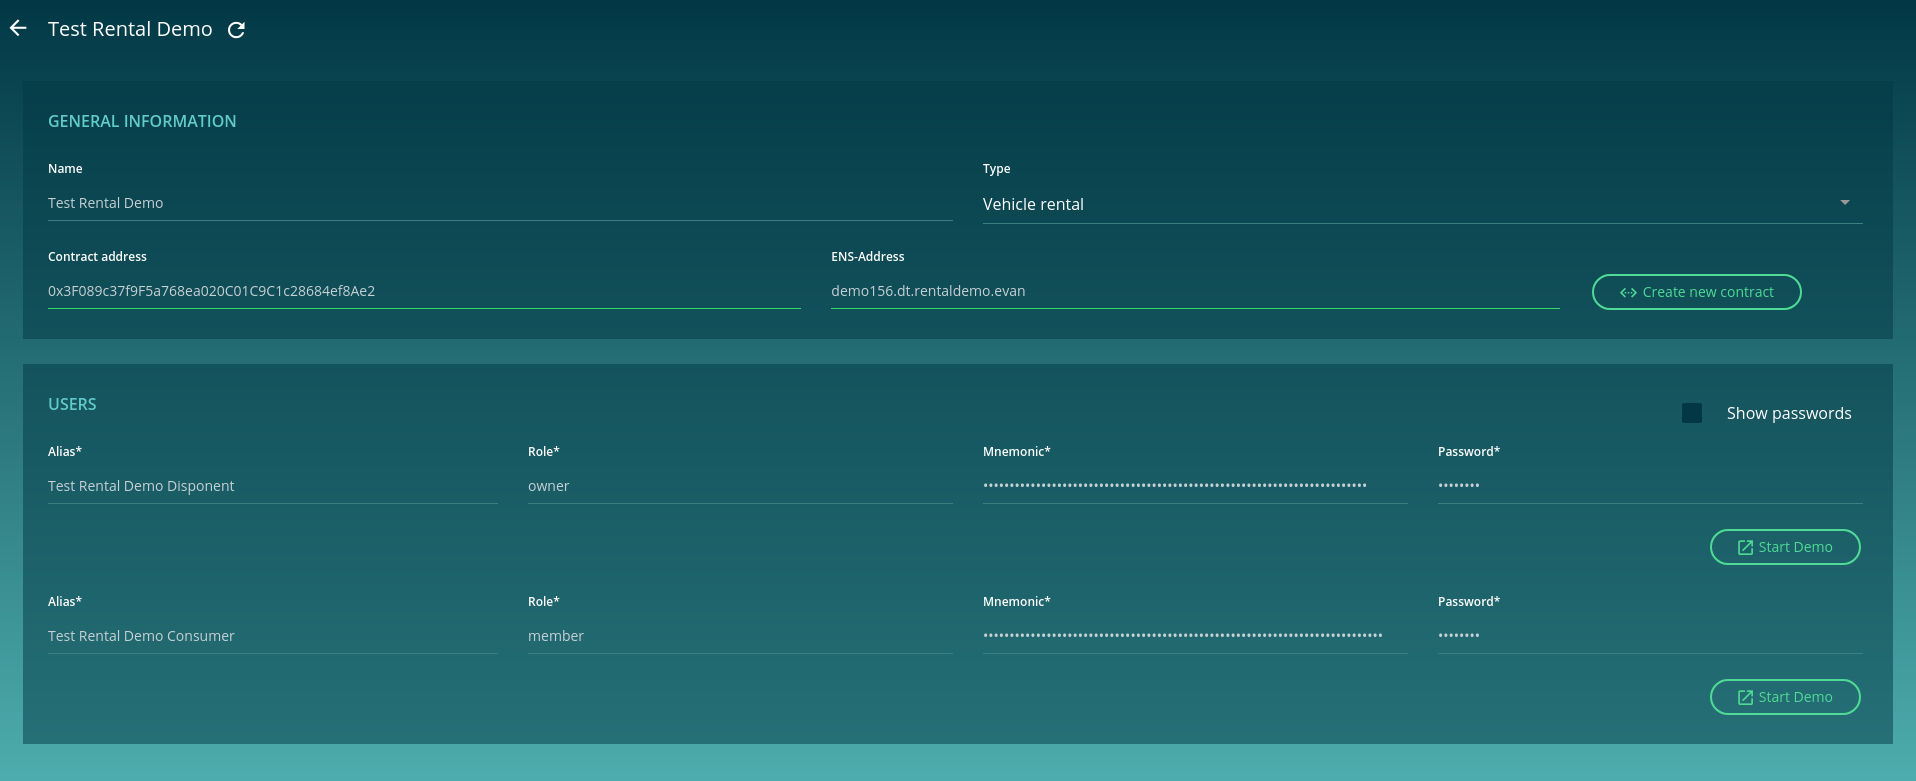 Test Rental Demo
GENERAL INFORMATION
Name
Type
Test Rental Demo
Vehicle rental
Contract address
ENS-Address
0x3F089c37f9F5a768ea020C01C9C1c28684ef8Ae2
demo156.dt.rentaldemo.evan
Create new contract
USERS
Show passwords
Alias*
Role*
Mnemonic*
Password*
Test Rental Demo Disponent
owner
Start Demo
Alias*
Role*
Mnemonic*
Password*
Test Rental Demo Consumer
member
Start Demo